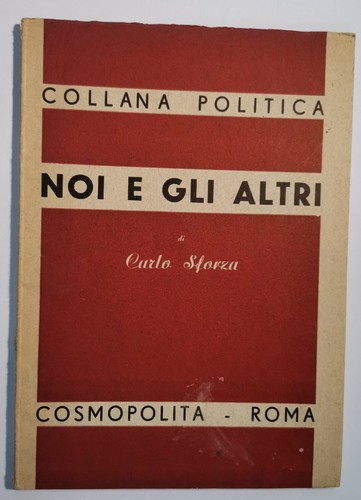 COLLANA POLITICA
NOI E GLI ALTRI
di
Carlo Sforza
COSMOPOLITA - ROMA